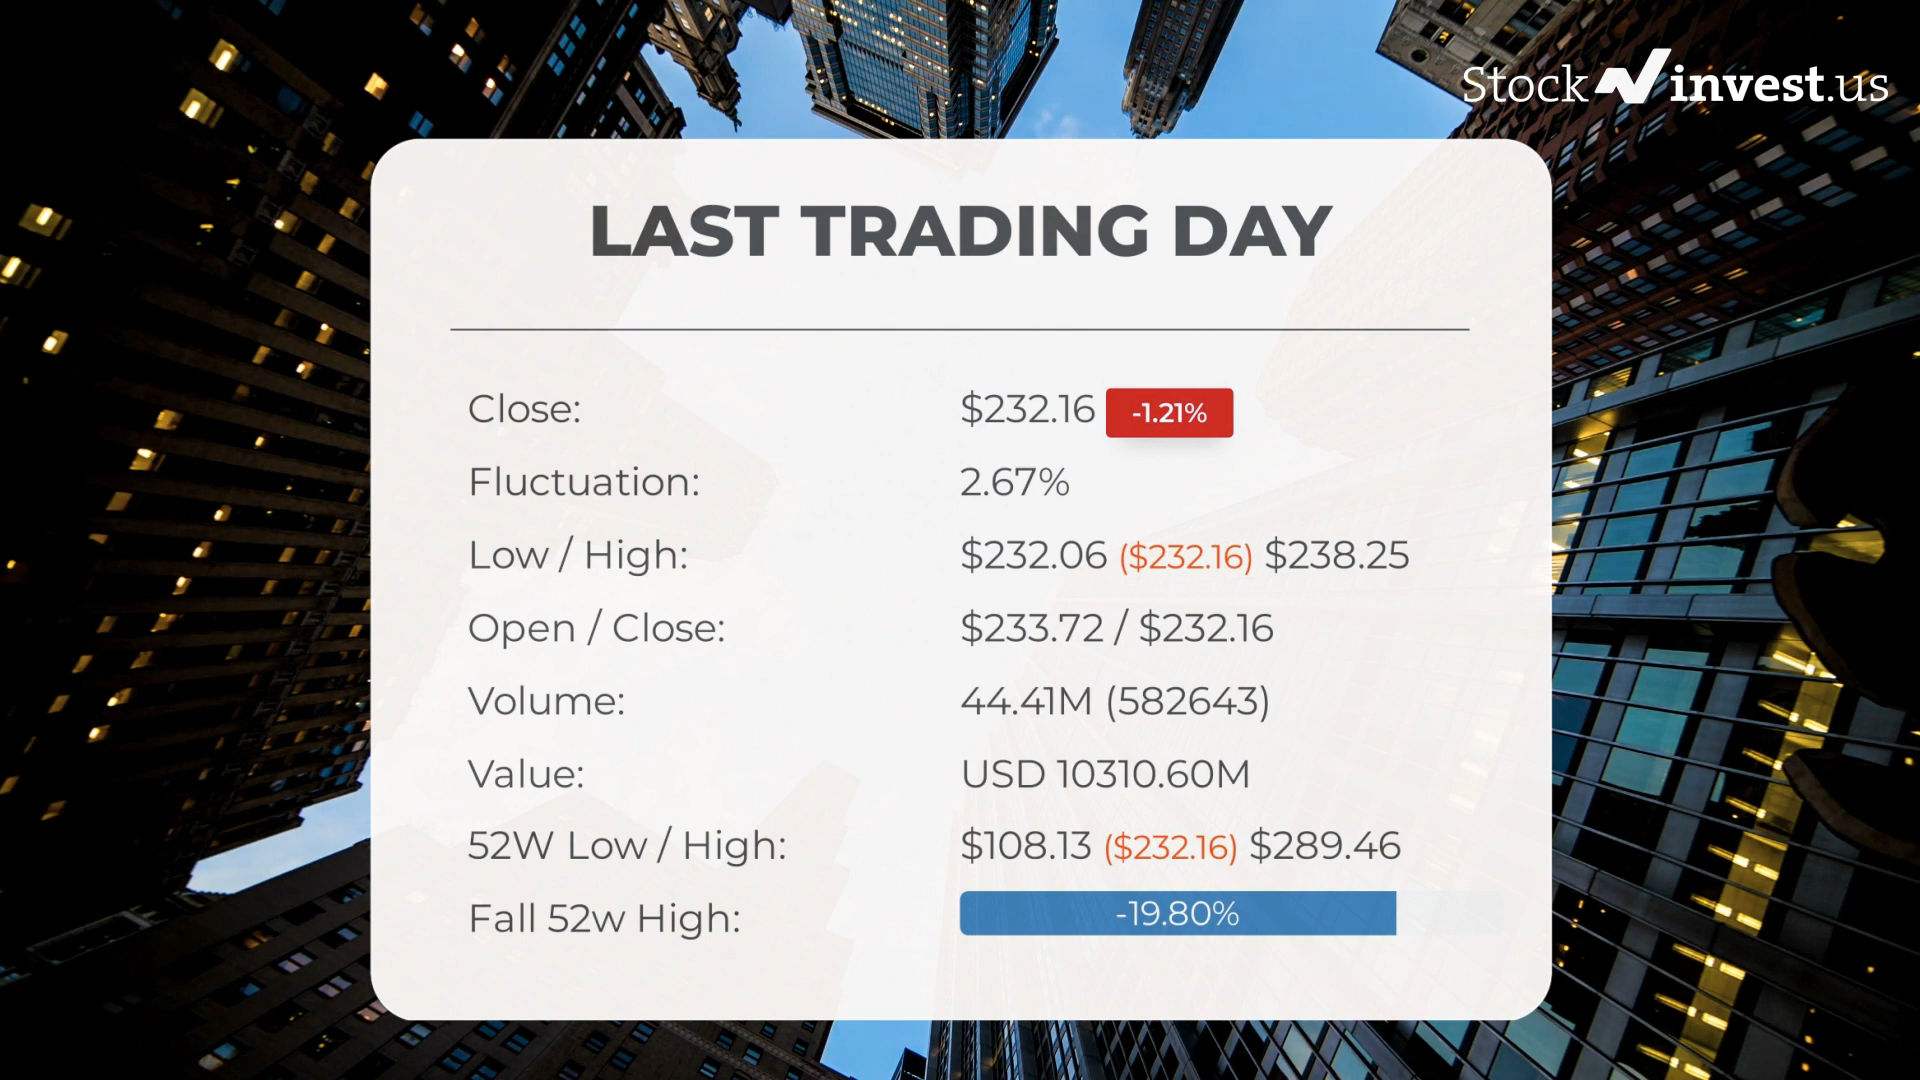 Stock invest.us
LAST TRADING DAY
Close: $232.16 -1.21%
Fluctuation: 2.67%
Low / High: $232.06 ($232.16) $238.25
Open / Close: $233.72 / $232.16
Volume: 44.41M (582643)
Value: USD 10310.60M
52W Low / High: $108.13 ($232.16) $289.46
Fall 52w High: -19.80%